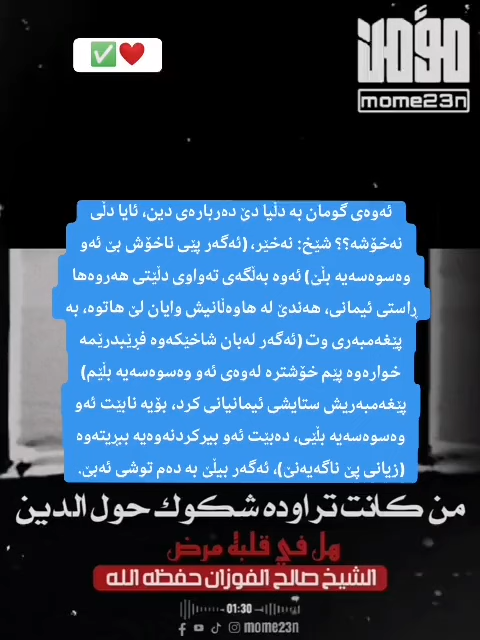 مؤمن
mome23n
✅❤️
ئەوەی گومان بە دڵیا دێ دەربارەی دین، ئایا دڵی
نەخۆشە؟؟ شێخ: نەخێر، (ئەگەر پێی ناخۆش بێ ئەو
وەسوەسەیە بڵێ) ئەوە بەڵگەی تەواوی دڵێتی هەروەها
ڕاستی ئیمانی، هەندێ لە هاوەڵانیش وایان لێ هاتوە، بە
پێغەمبەری وت (ئەگەر لەبان شاخێکەوە فڕێبدرێمە
خوارەوە پێم خۆشترە لەوەی ئەو وەسوەسەیە بڵێم)
پێغەمبەریش ستایشی ئیمانیانی کرد، بۆیە نابێت ئەو
وەسوەسەیە بڵێی، دەبێت ئەو بیرکردنەوەیە ببڕیتەوە
(زیانی پێ ناگەیەنێ)، ئەگەر بیڵێ بە دەم توشی ئەبێ.
من كانت تراوده شكوك حول الدين
هل في قلبة مرض
الشيخ صالح الفوزان حفظه الله
01:30
mome23n